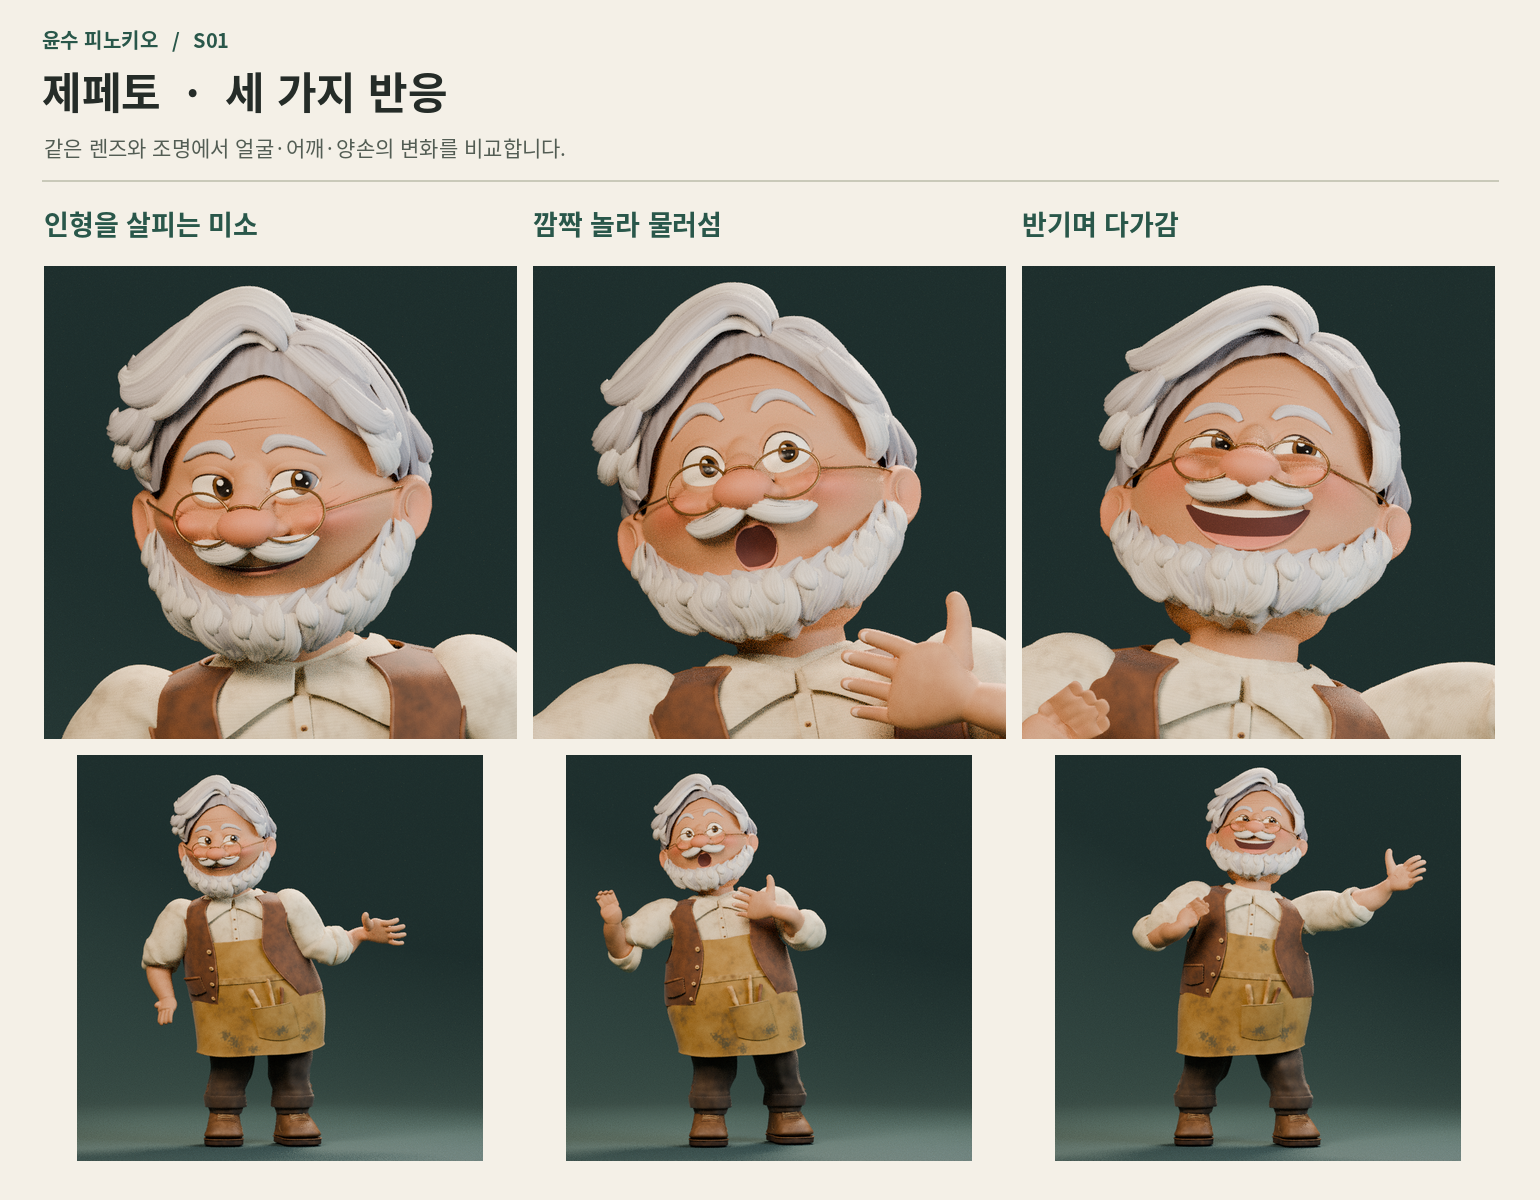 윤수 피노키오 / S01
제페토 · 세 가지 반응
같은 렌즈와 조명에서 얼굴·어깨·양손의 변화를 비교합니다.
인형을 살피는 미소
깜짝 놀라 물러섬
반기며 다가감